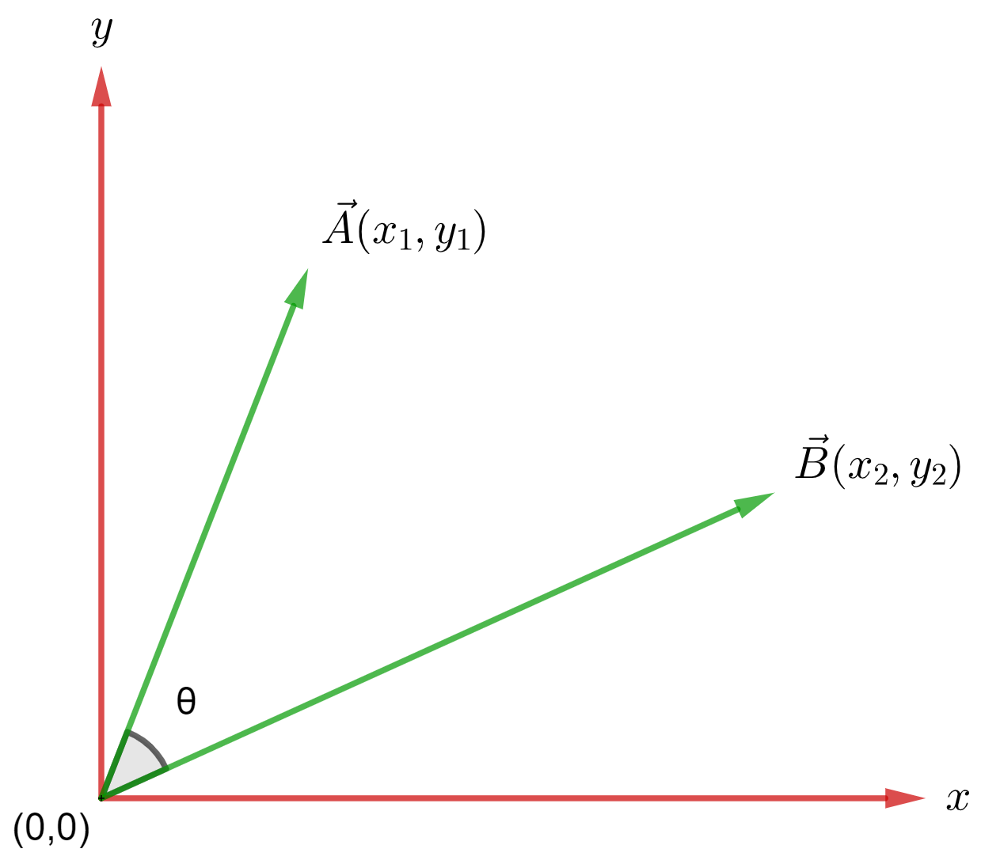 y
A⃗(x₁, y₁)
B⃗(x₂, y₂)
θ
x
(0,0)